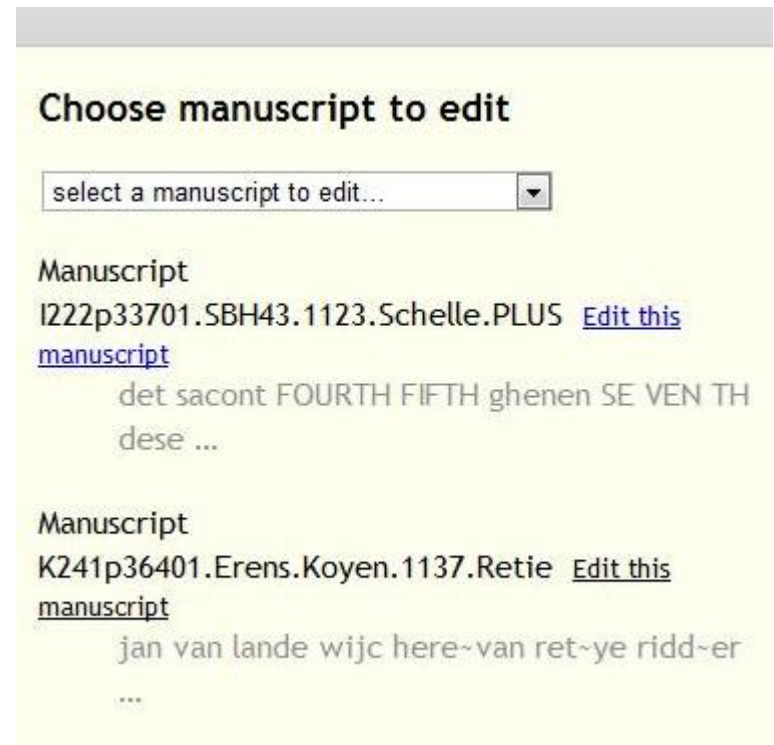 Choose manuscript to edit
select a manuscript to edit...
Manuscript
I222p33701.SBH43.1123.Schelle.PLUS Edit this
manuscript
det sacont FOURTH FIFTH ghenen SE VEN TH
dese ...
Manuscript
K241p36401.Erens.Koyen.1137.Retie Edit this
manuscript
jan van lande wijc here~van ret~ye ridd~er
...